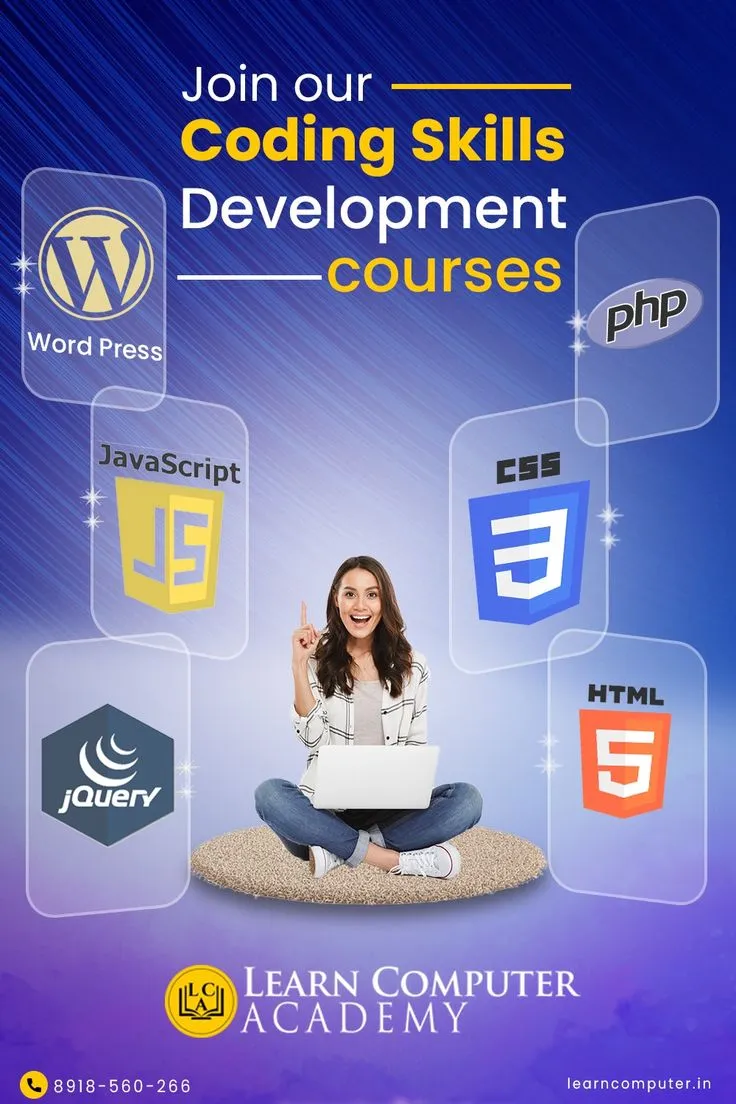 Join our
Coding Skills
Development
courses
Word Press
php
JavaScript
JS
CSS
3
jQuery
HTML
5
LCA
LEARN COMPUTER
ACADEMY
8918-560-266
learncomputer.in